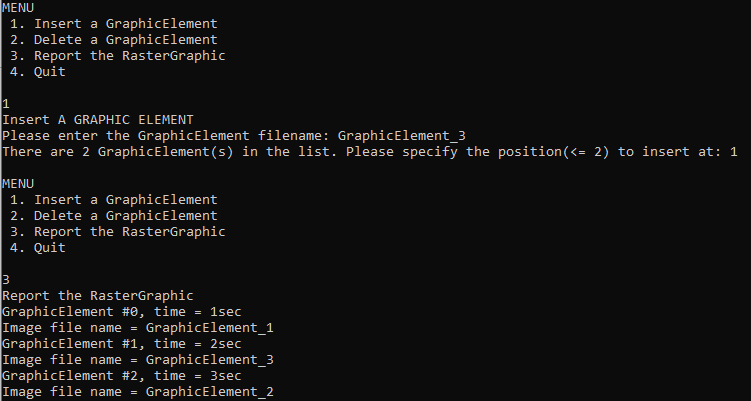 MENU
1. Insert a GraphicElement
2. Delete a GraphicElement
3. Report the RasterGraphic
4. Quit
1
Insert A GRAPHIC ELEMENT
Please enter the GraphicElement filename: GraphicElement_3
There are 2 GraphicElement(s) in the list. Please specify the position(<= 2) to insert at: 1
MENU
1. Insert a GraphicElement
2. Delete a GraphicElement
3. Report the RasterGraphic
4. Quit
3
Report the RasterGraphic
GraphicElement #0, time = 1sec
Image file name = GraphicElement_1
GraphicElement #1, time = 2sec
Image file name = GraphicElement_3
GraphicElement #2, time = 3sec
Image file name = GraphicElement_2